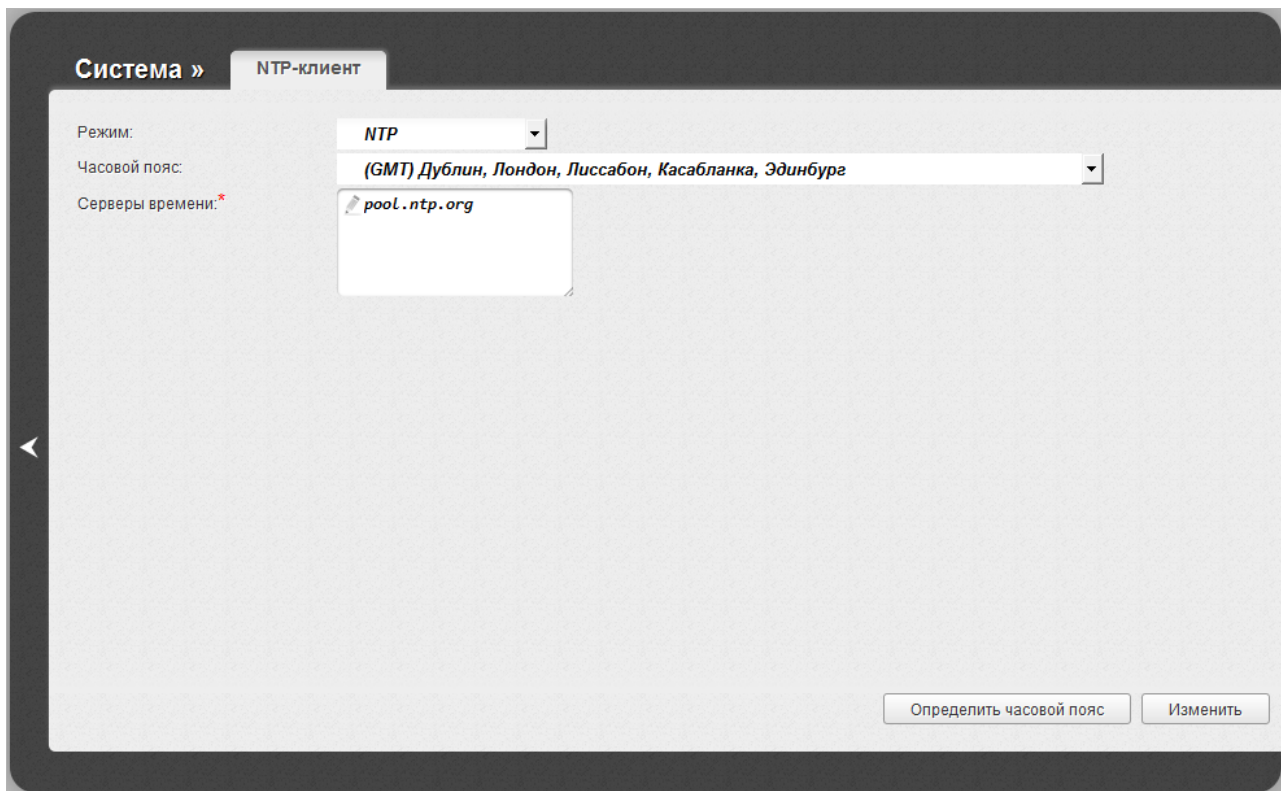 Система »
NTP-клиент
Режим:
NTP
Часовой пояс:
(GMT) Дублин, Лондон, Лиссабон, Касабланка, Эдинбург
Серверы времени:*
pool.ntp.org
Определить часовой пояс
Изменить